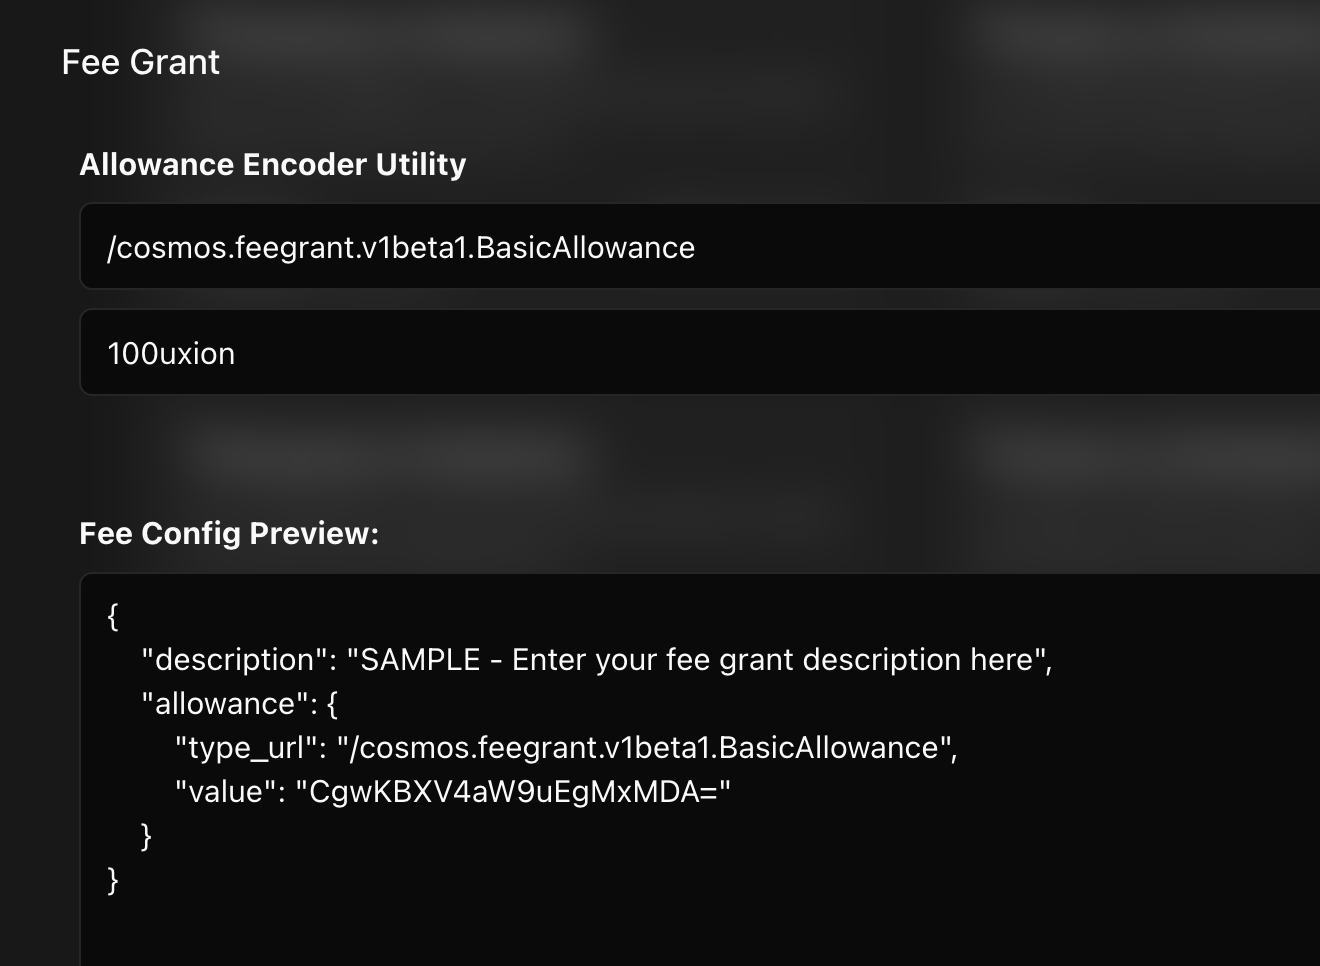 Fee Grant
Allowance Encoder Utility
/cosmos.feegrant.v1beta1.BasicAllowance
100uxion
Fee Config Preview:
{
"description": "SAMPLE - Enter your fee grant description here",
"allowance": {
"type_url": "/cosmos.feegrant.v1beta1.BasicAllowance",
"value": "CgwKBXV4aW9uEgMxMDA="
}
}